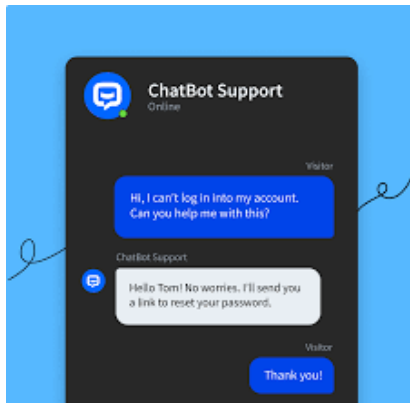 ChatBot Support
Online
Visitor
Hi, I can't log in into my account.
Can you help me with this?
ChatBot Support
Hello Tom! No worries. I'll send you
a link to reset your password.
Visitor
Thank you!